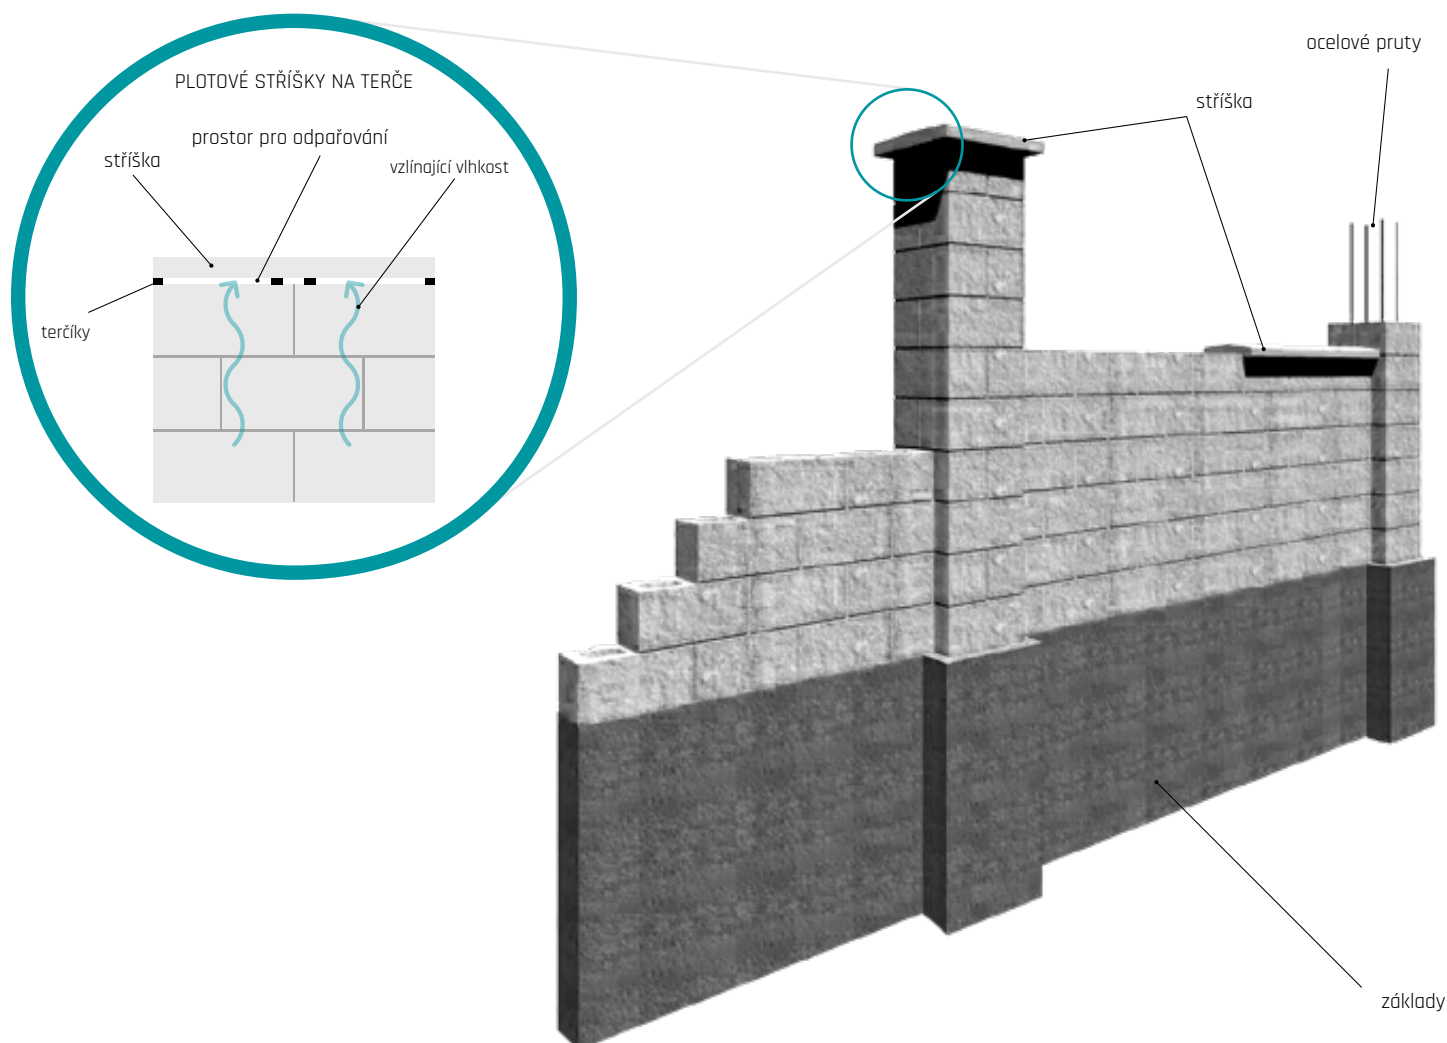 PLOTOVÉ STŘÍŠKY NA TERČE
prostor pro odpařování
stříška
vzlínající vlhkost
terčíky
ocelové pruty
stříška
základy